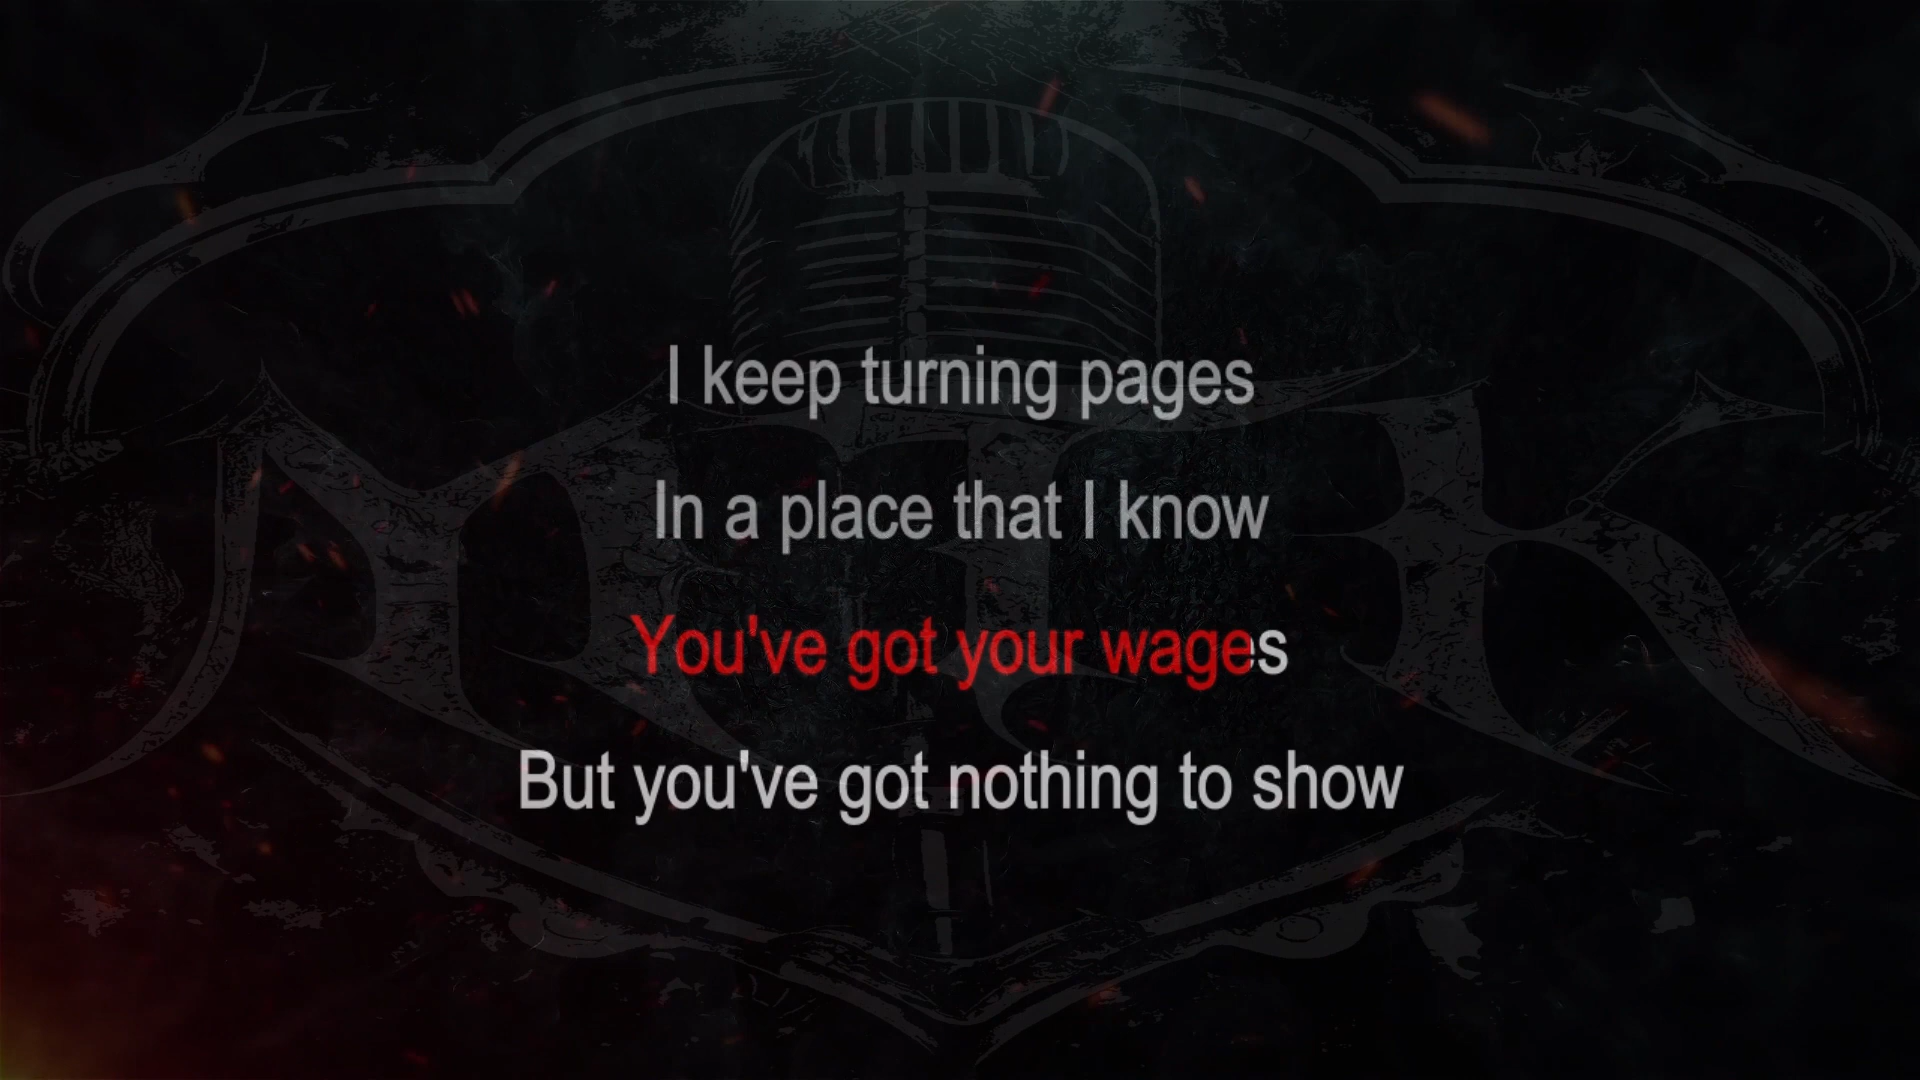 I keep turning pages
In a place that I know
You've got your wages
But you've got nothing to show
MTK